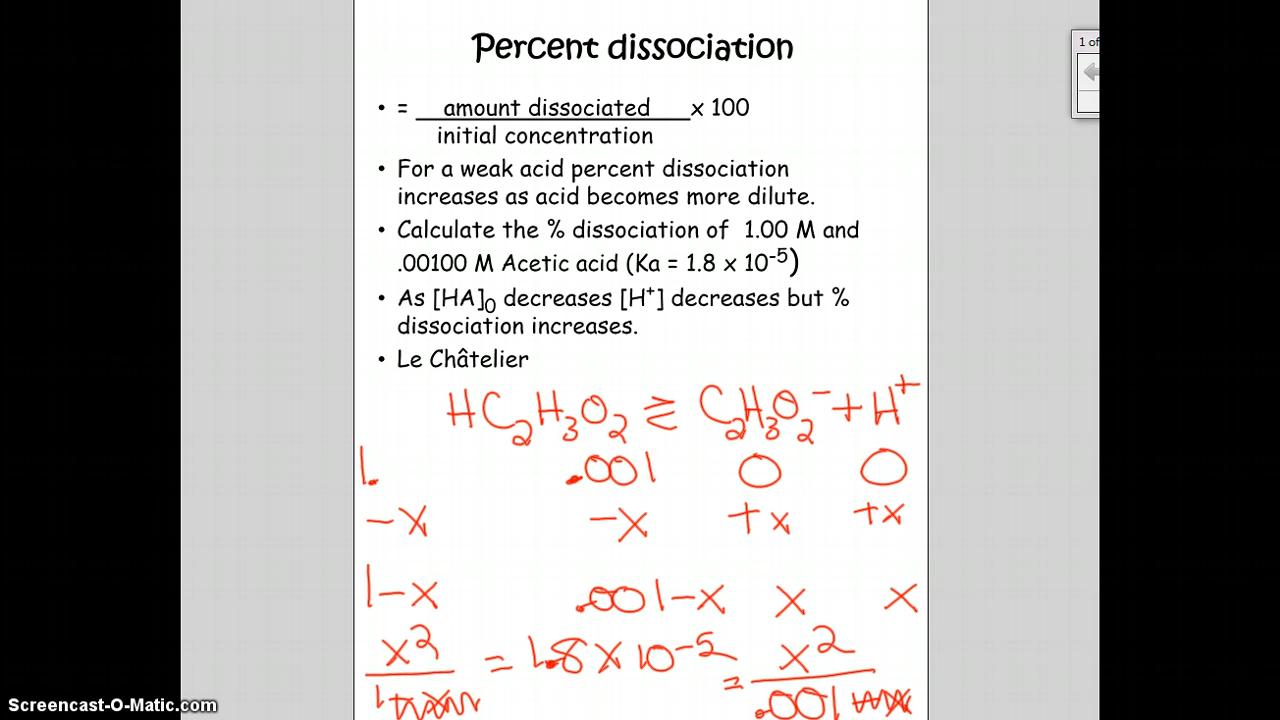 Percent dissociation
1 of
• = amount dissociated x 100
initial concentration
• For a weak acid percent dissociation
increases as acid becomes more dilute.
• Calculate the % dissociation of 1.00 M and
.00100 M Acetic acid (Ka = 1.8 x 10⁻⁵)
• As [HA]₀ decreases [H⁺] decreases but %
dissociation increases.
• Le Châtelier
HC₂H₃O₂ ⇄ C₂H₃O₂⁻ + H⁺
1. .001 0 0
-x -x +x +x
1-x .001-x x x
x² = 1.8 x 10⁻⁵ = x²
1 .001
Screencast-O-Matic.com